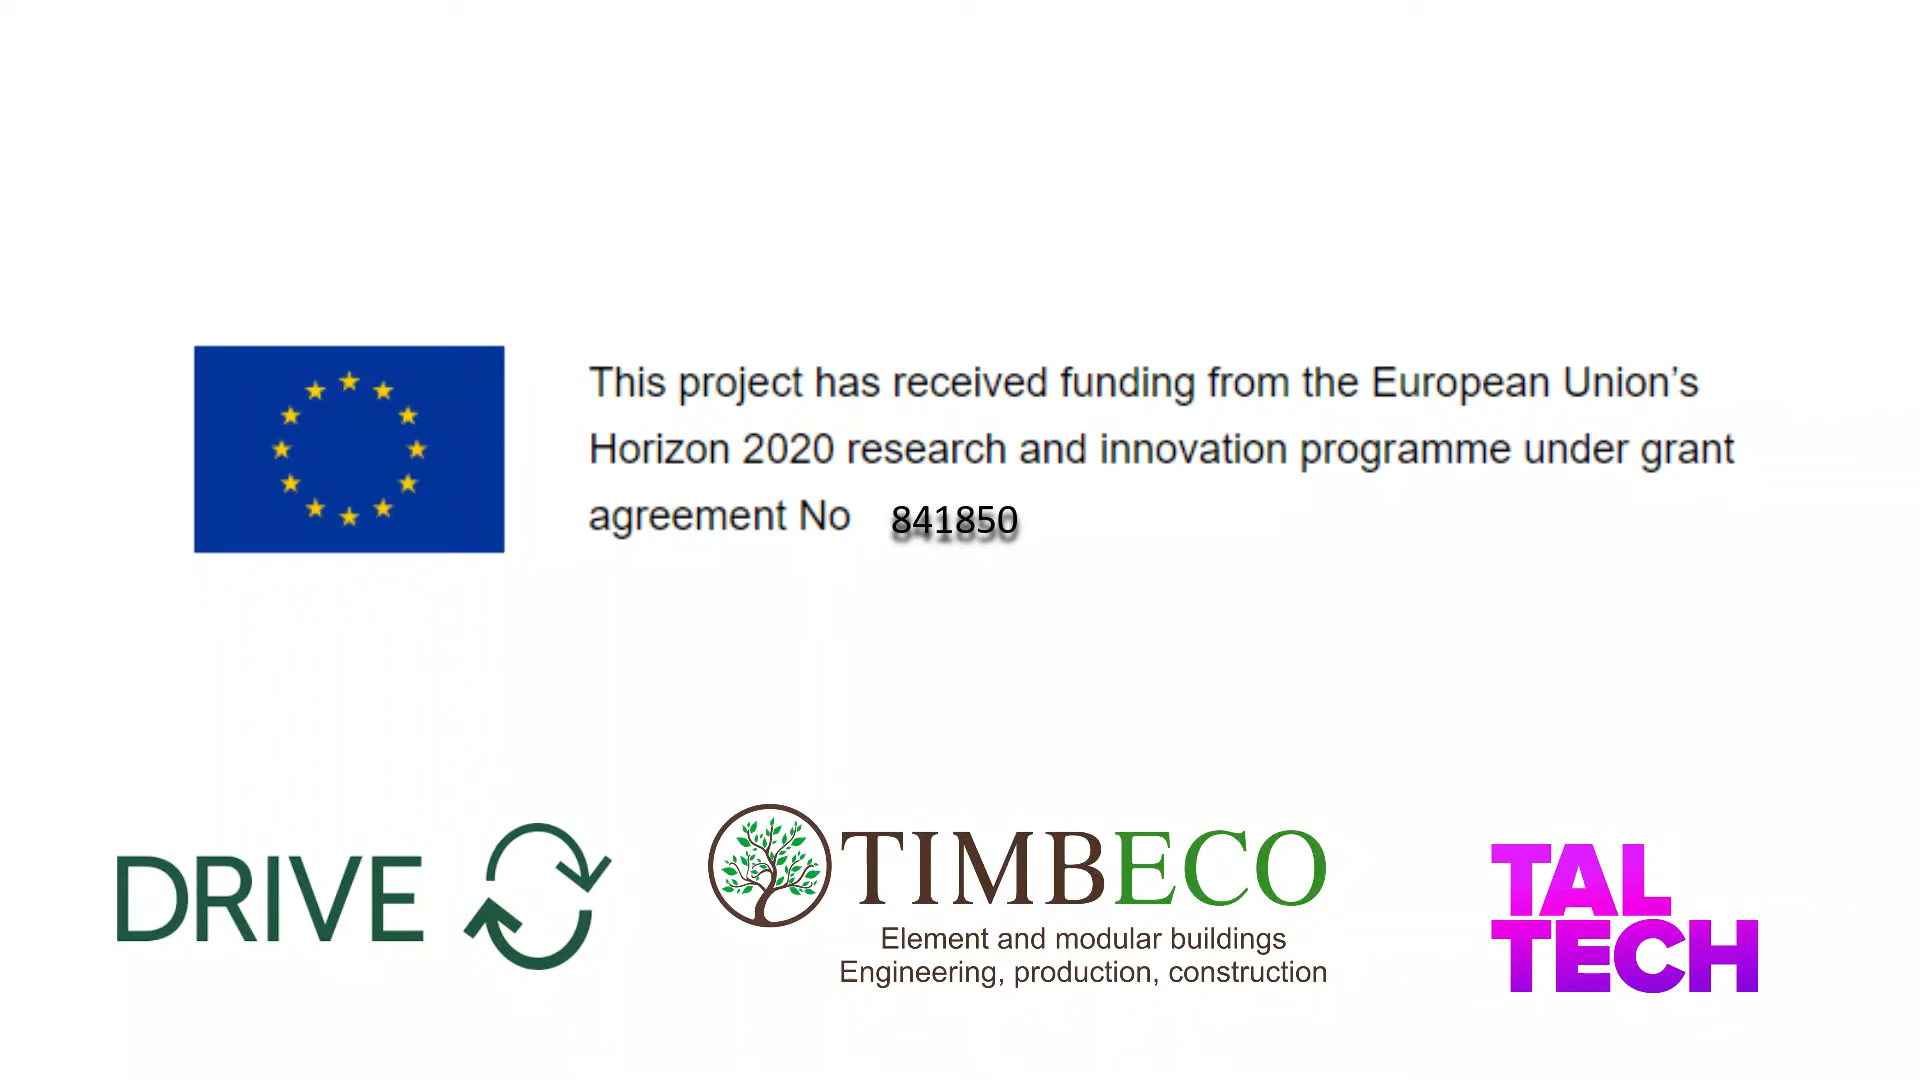 This project has received funding from the European Union’s
Horizon 2020 research and innovation programme under grant
agreement No 841850
DRIVE
TIMBECO
Element and modular buildings
Engineering, production, construction
TAL
TECH